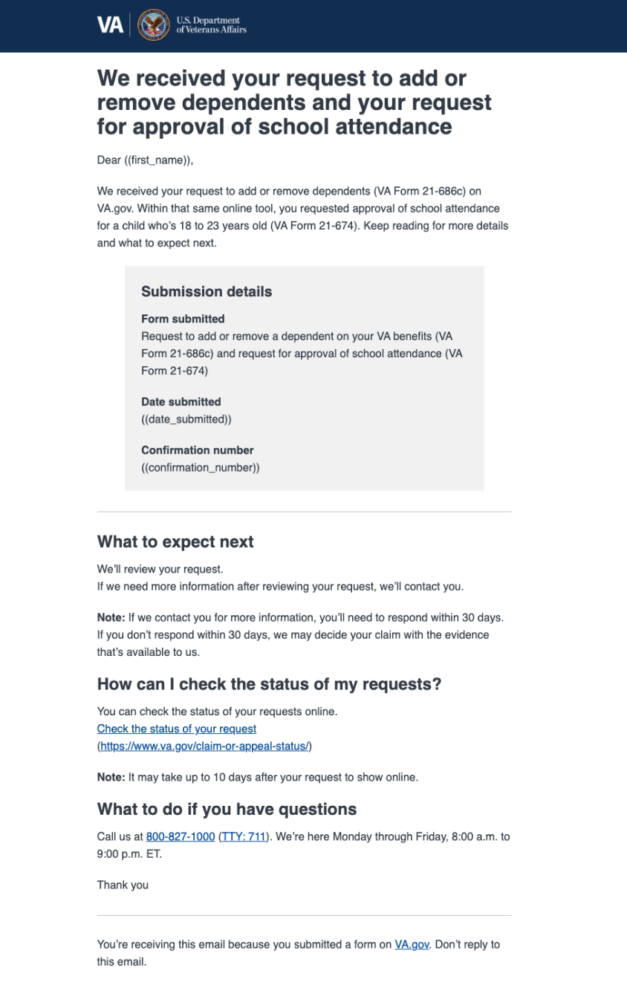 VA
U.S. Department
of Veterans Affairs
We received your request to add or
remove dependents and your request
for approval of school attendance
Dear ((first_name)),
We received your request to add or remove dependents (VA Form 21-686c) on
VA.gov. Within that same online tool, you requested approval of school attendance
for a child who’s 18 to 23 years old (VA Form 21-674). Keep reading for more details
and what to expect next.
Submission details
Form submitted
Request to add or remove a dependent on your VA benefits (VA
Form 21-686c) and request for approval of school attendance (VA
Form 21-674)
Date submitted
((date_submitted))
Confirmation number
((confirmation_number))
What to expect next
We’ll review your request.
If we need more information after reviewing your request, we’ll contact you.
Note: If we contact you for more information, you’ll need to respond within 30 days.
If you don’t respond within 30 days, we may decide your claim with the evidence
that’s available to us.
How can I check the status of my requests?
You can check the status of your requests online.
Check the status of your request
(https://www.va.gov/claim-or-appeal-status/)
Note: It may take up to 10 days after your request to show online.
What to do if you have questions
Call us at 800-827-1000 (TTY: 711). We’re here Monday through Friday, 8:00 a.m. to
9:00 p.m. ET.
Thank you
You’re receiving this email because you submitted a form on VA.gov. Don’t reply to
this email.